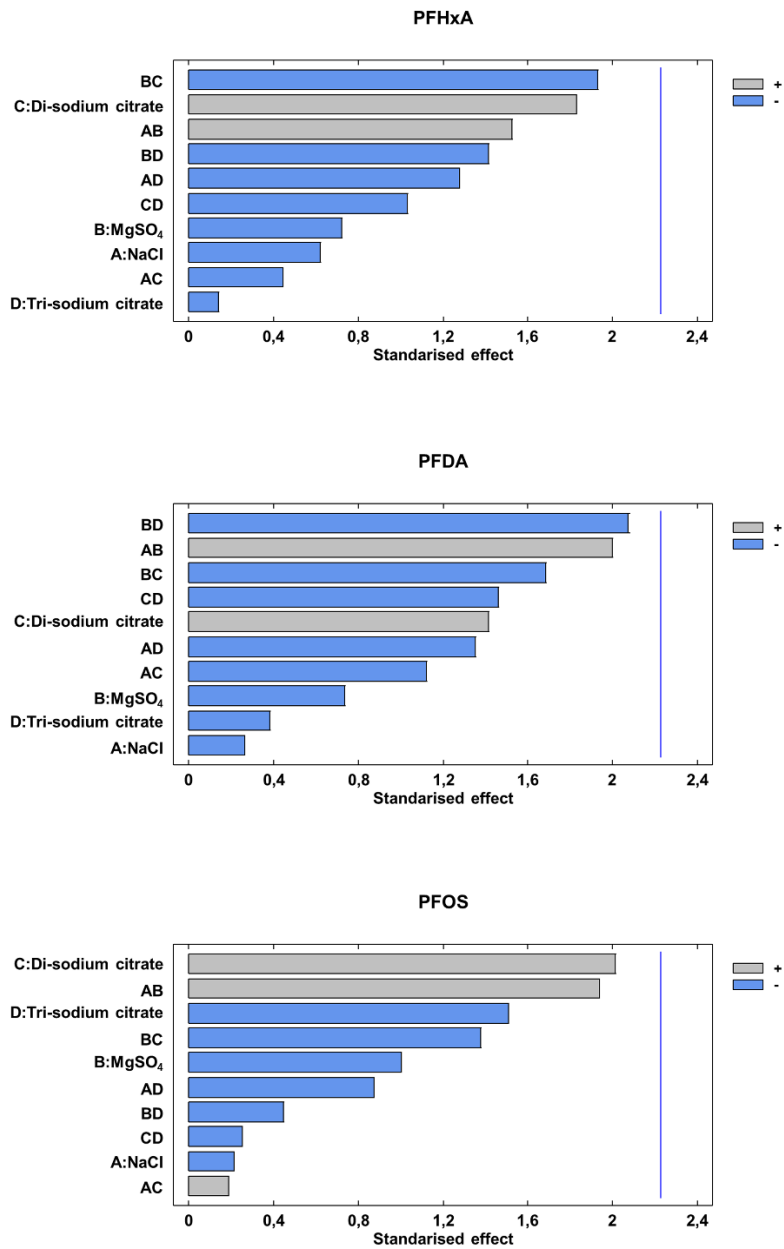 PFHxA
BC
C:Di-sodium citrate
AB
BD
AD
CD
B:MgSO₄
A:NaCl
AC
D:Tri-sodium citrate
+
-
0 0,4 0,8 1,2 1,6 2 2,4
Standarised effect
PFDA
BD
AB
BC
CD
C:Di-sodium citrate
AD
AC
B:MgSO₄
D:Tri-sodium citrate
A:NaCl
+
-
0 0,4 0,8 1,2 1,6 2 2,4
Standarised effect
PFOS
C:Di-sodium citrate
AB
D:Tri-sodium citrate
BC
B:MgSO₄
AD
BD
CD
A:NaCl
AC
+
-
0 0,4 0,8 1,2 1,6 2 2,4
Standarised effect